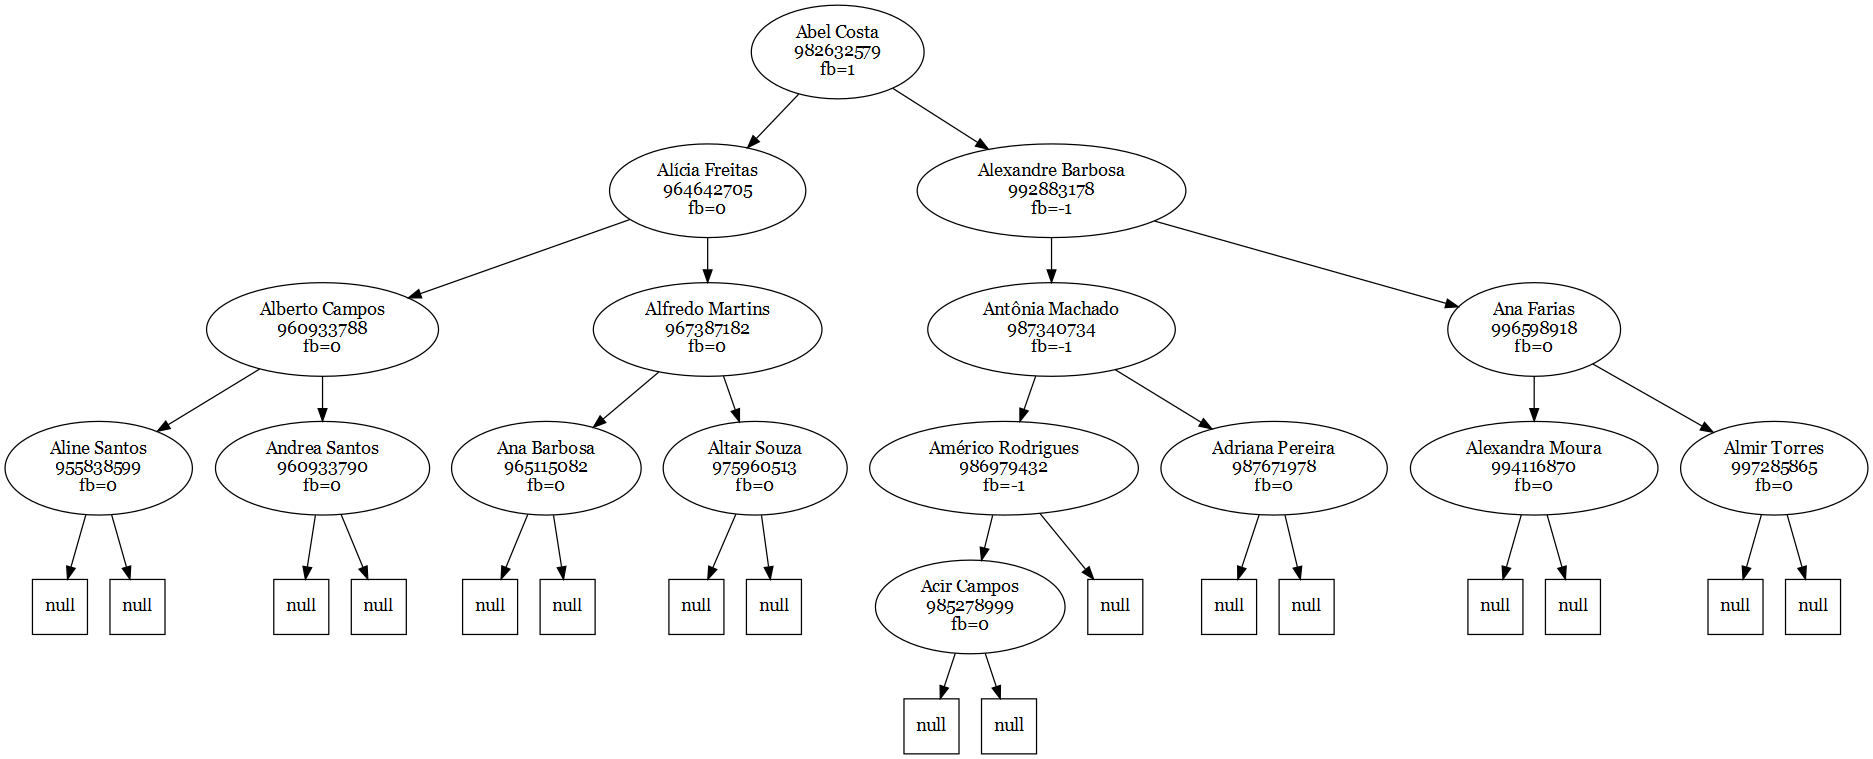 Abel Costa
982632579
fb=1
Alícia Freitas
964642705
fb=0
Alexandre Barbosa
992883178
fb=-1
Alberto Campos
960933788
fb=0
Alfredo Martins
967387182
fb=0
Antônia Machado
987340734
fb=-1
Ana Farias
996598918
fb=0
Aline Santos
955838599
fb=0
Andrea Santos
960933790
fb=0
Ana Barbosa
965115082
fb=0
Altair Souza
975960513
fb=0
Américo Rodrigues
986979432
fb=-1
Adriana Pereira
987671978
fb=0
Alexandra Moura
994116870
fb=0
Almir Torres
997285865
fb=0
null
null
null
null
null
null
null
null
Acir Campos
985278999
fb=0
null
null
null
null
null
null
null
null
null